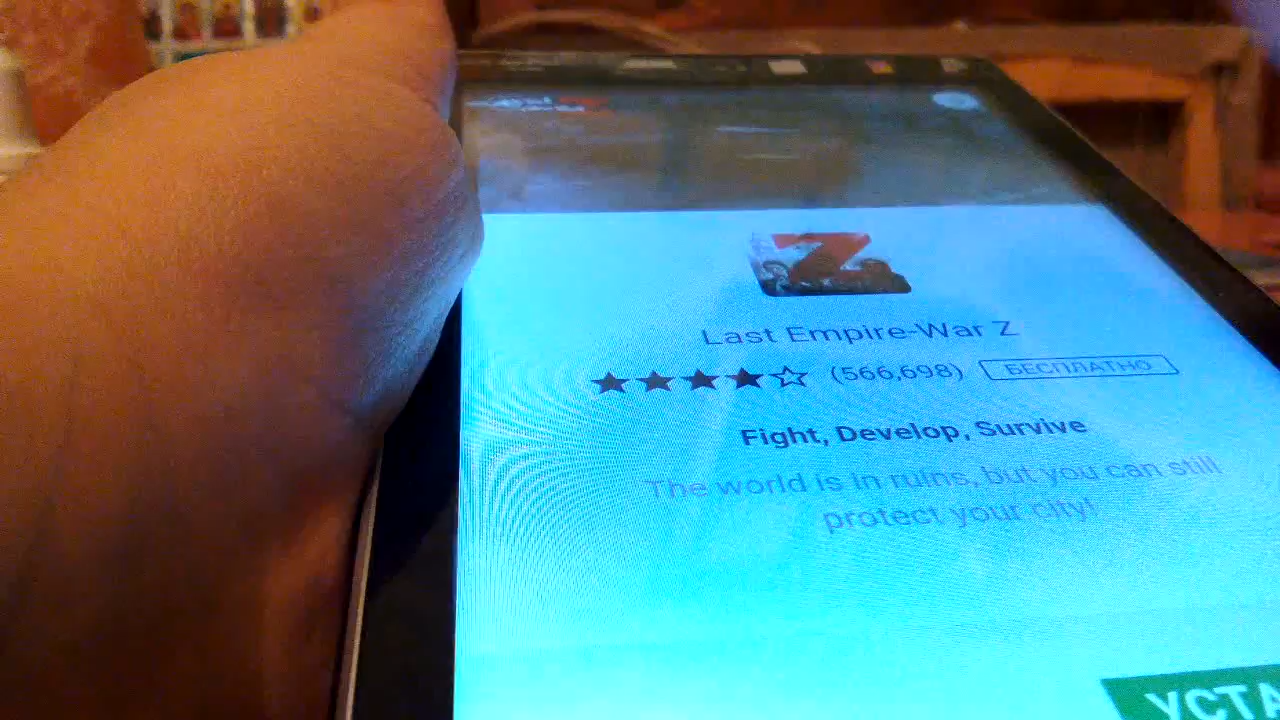 Z
Last Empire-War Z
(566,698) БЕСПЛАТНО
Fight, Develop, Survive
The world is in ruins, but you can still
protect your city!
УСТА